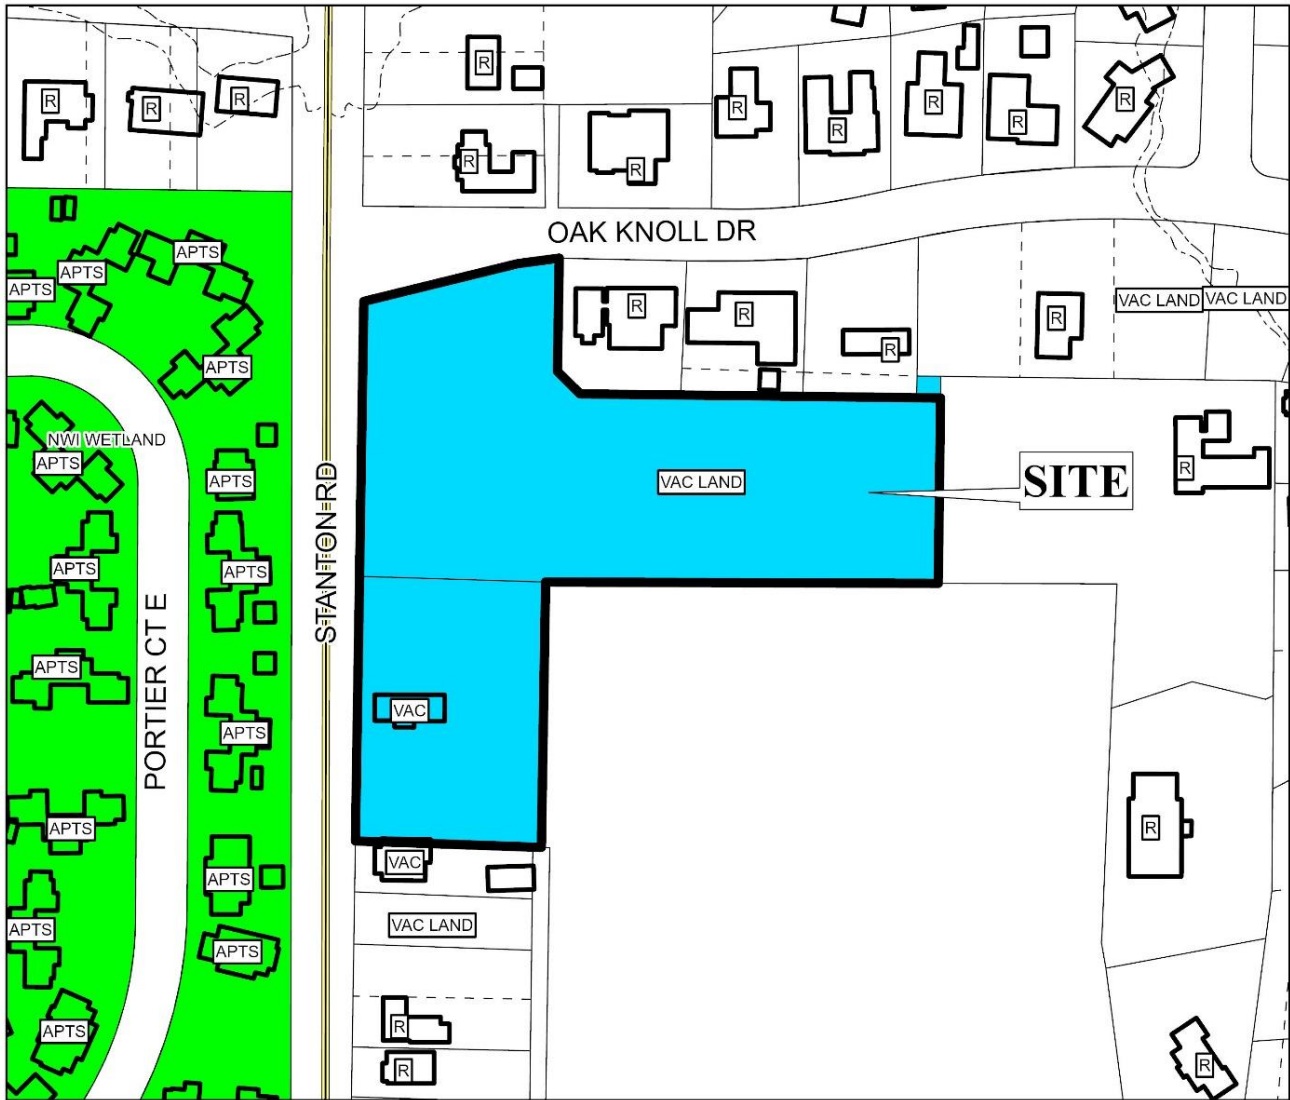 R
R
R
R
R
R
R
R
R
R
R
OAK KNOLL DR
APTS
APTS
APTS
VAC LAND
VAC LAND
R
R
R
R
APTS
NWI WETLAND
APTS
APTS
STANTON RD
VAC LAND
SITE
R
APTS
APTS
PORTIER CT E
APTS
APTS
VAC
APTS
R
VAC
APTS
APTS
VAC LAND
APTS
APTS
R
R
R